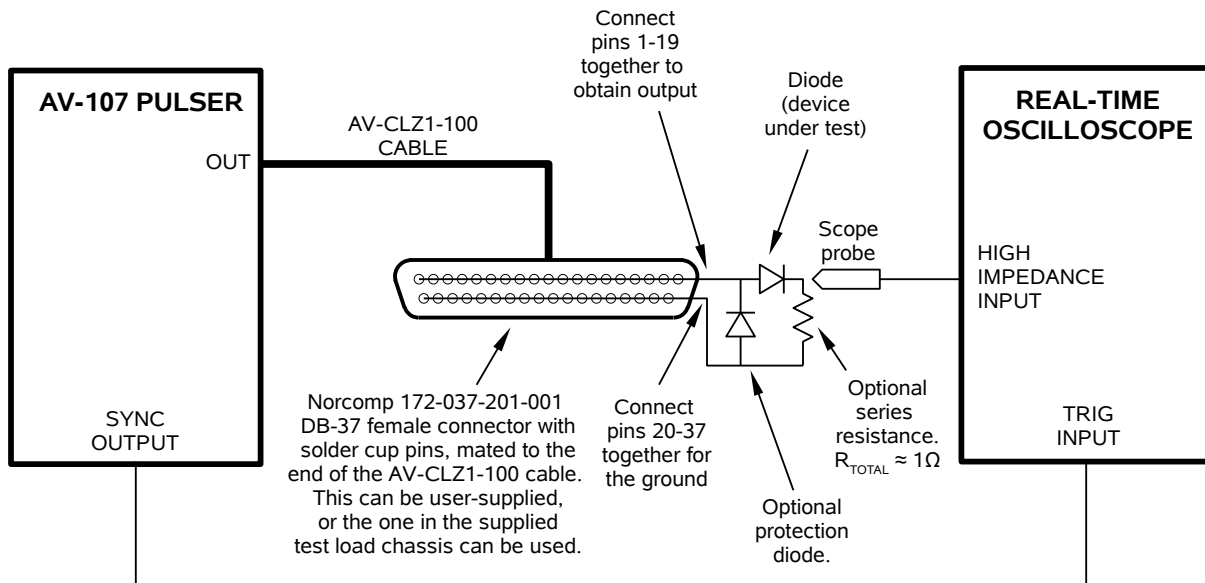 Connect
pins 1-19
together to
obtain output
AV-107 PULSER
Diode
(device
under test)
REAL-TIME
OSCILLOSCOPE
AV-CLZ1-100
CABLE
OUT
Scope
probe
HIGH
IMPEDANCE
INPUT
Norcomp 172-037-201-001
DB-37 female connector with
solder cup pins, mated to the
end of the AV-CLZ1-100 cable.
This can be user-supplied,
or the one in the supplied
test load chassis can be used.
Connect
pins 20-37
together for
the ground
Optional
series
resistance.
R_TOTAL ≈ 1Ω
SYNC
OUTPUT
TRIG
INPUT
Optional
protection
diode.